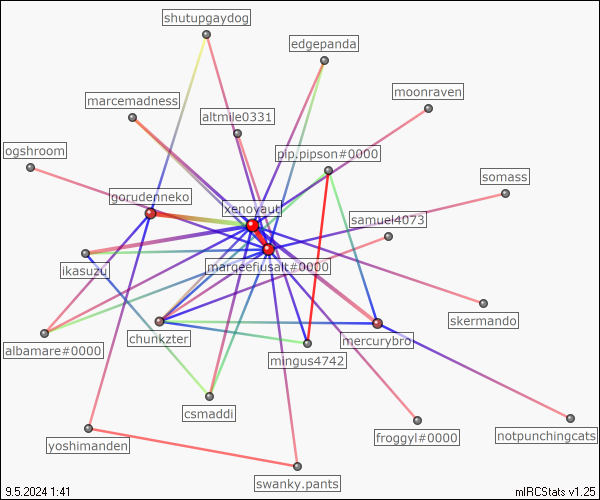 shutupgaydog
edgepanda
moonraven
marcemadness
altmile0331
ogshroom
pip.pipson#0000
somass
gorudenneko
xenoyaut
samuel4073
marqeefiusalt#0000
ikasuzu
skermando
chunkzter
mercurybro
albamare#0000
mingus4742
csmaddi
froggyl#0000
notpunchingcats
yoshimanden
swanky.pants
9.5.2024 1:41
mIRCStats v1.25